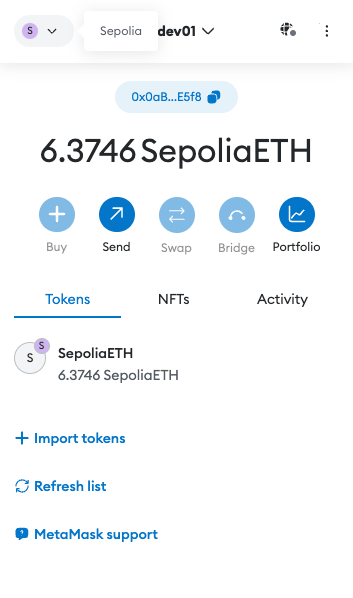 S
Sepolia
dev01
0x0aB...E5f8
6.3746 SepoliaETH
Buy
Send
Swap
Bridge
Portfolio
Tokens
NFTs
Activity
S
S
SepoliaETH
6.3746 SepoliaETH
Import tokens
Refresh list
MetaMask support